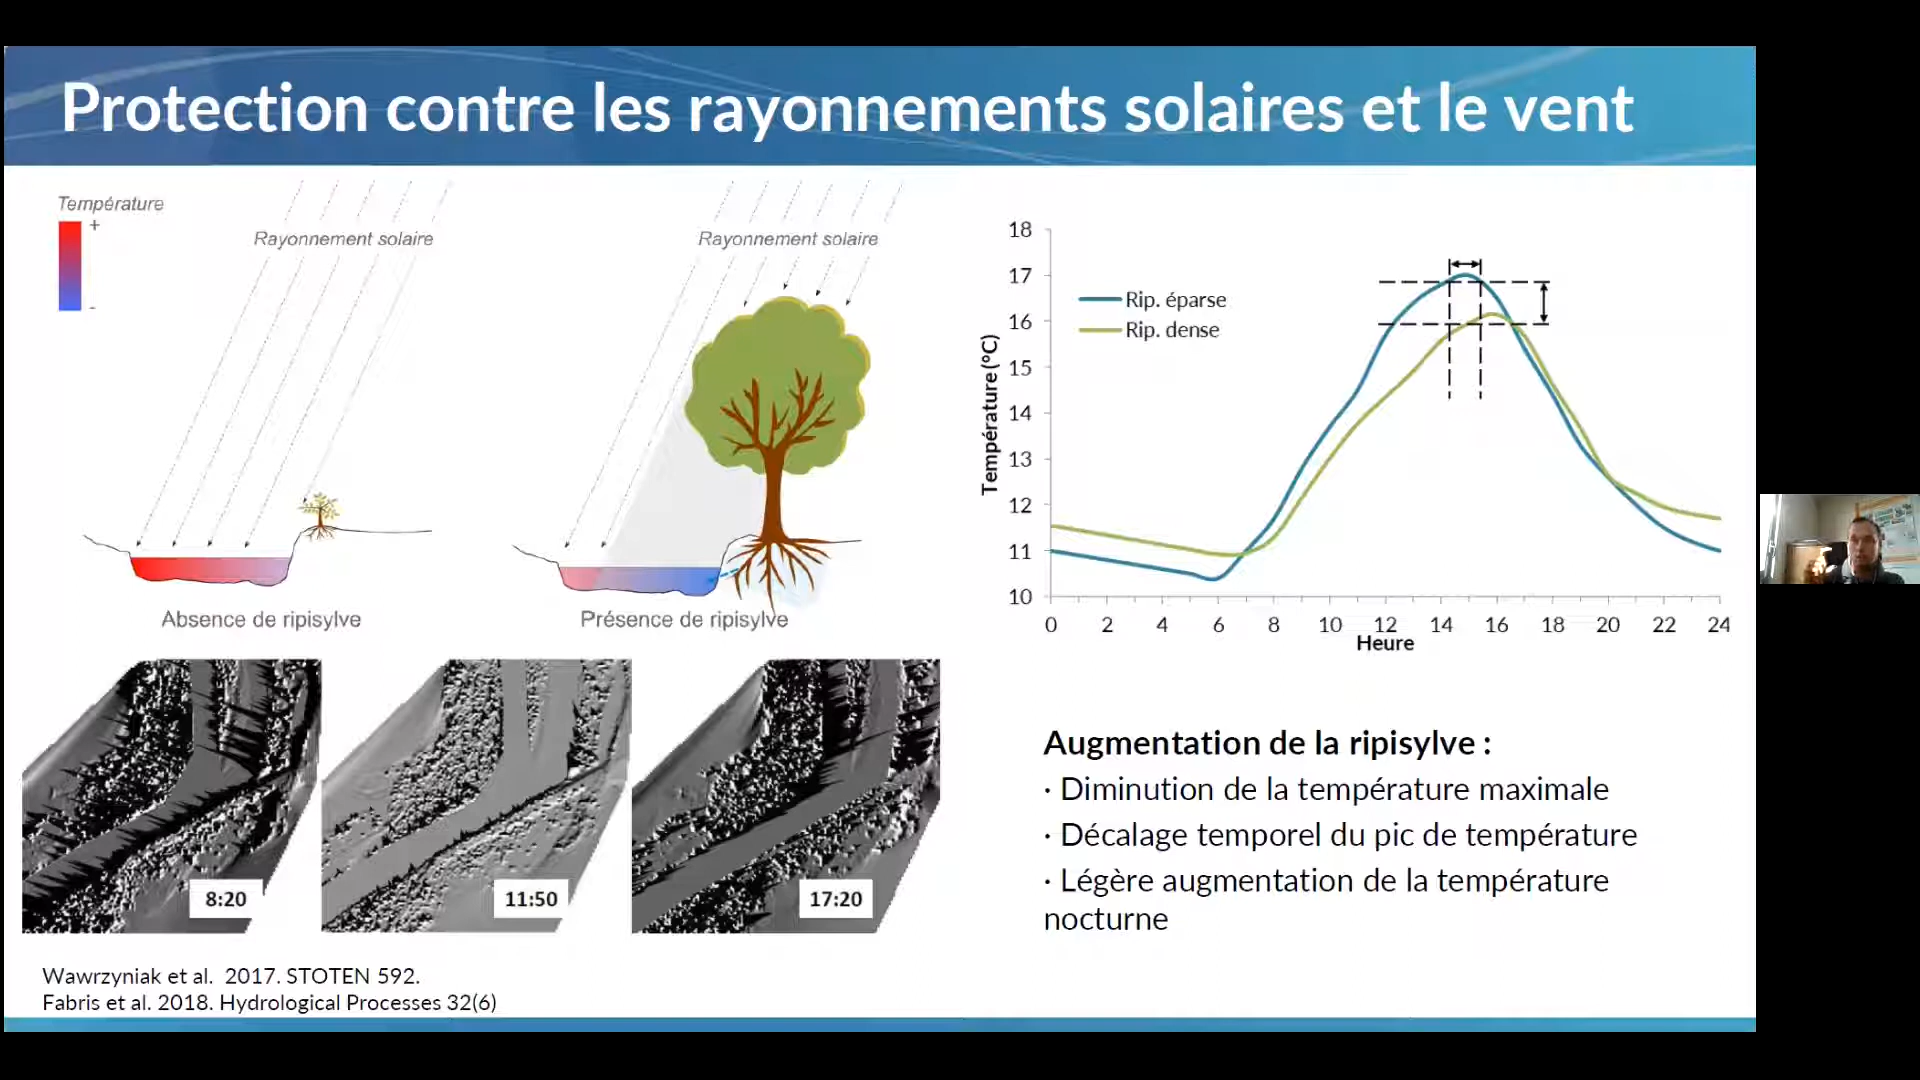 Protection contre les rayonnements solaires et le vent
Température
+
-
Rayonnement solaire
Absence de ripisylve
Rayonnement solaire
Présence de ripisylve
Température (°C)
18
17
16
15
14
13
12
11
10
Rip. éparse
Rip. dense
0 2 4 6 8 10 12 14 16 18 20 22 24
Heure
8:20
11:50
17:20
Augmentation de la ripisylve :
· Diminution de la température maximale
· Décalage temporel du pic de température
· Légère augmentation de la température
nocturne
Wawrzyniak et al. 2017. STOTEN 592.
Fabris et al. 2018. Hydrological Processes 32(6)